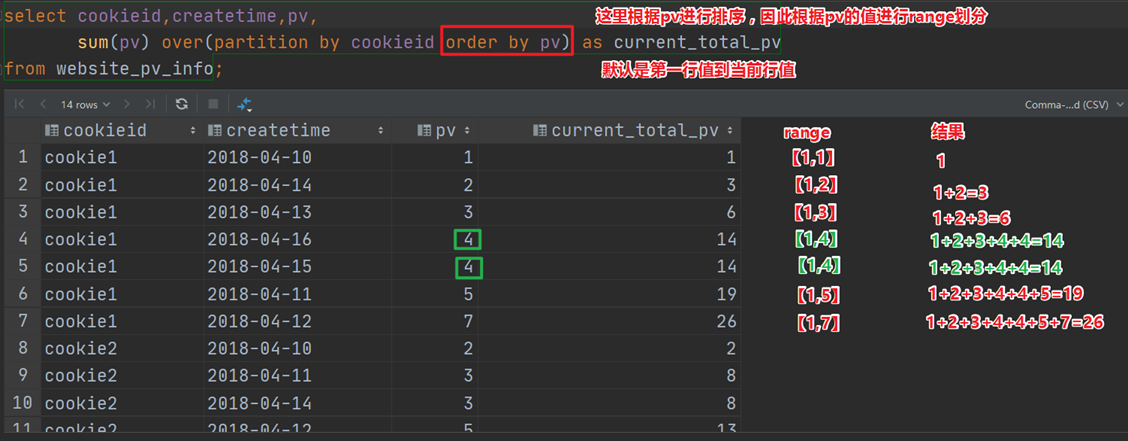 select cookieid,createtime,pv, 这里根据pv进行排序，因此根据pv的值进行range划分
sum(pv) over(partition by cookieid order by pv) as current_total_pv
from website_pv_info; 默认是第一行值到当前行值
14 rows Comma-...d (CSV)
cookieid createtime pv current_total_pv range 结果
1 cookie1 2018-04-10 1 1 【1,1】 1
2 cookie1 2018-04-14 2 3 【1,2】 1+2=3
3 cookie1 2018-04-13 3 6 【1,3】 1+2+3=6
4 cookie1 2018-04-16 4 14 【1,4】 1+2+3+4+4=14
5 cookie1 2018-04-15 4 14 【1,4】 1+2+3+4+4=14
6 cookie1 2018-04-11 5 19 【1,5】 1+2+3+4+4+5=19
7 cookie1 2018-04-12 7 26 【1,7】 1+2+3+4+4+5+7=26
8 cookie2 2018-04-10 2 2
9 cookie2 2018-04-11 3 8
10 cookie2 2018-04-14 3 8
11 cookie2 2018-04-12 5 13